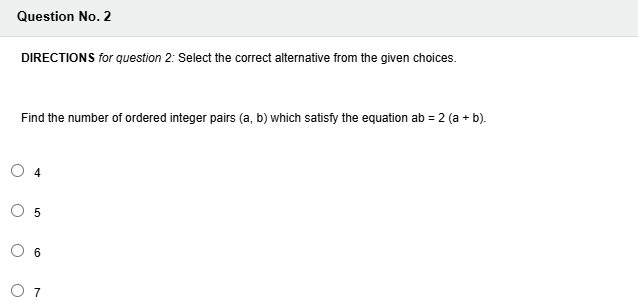 Question No. 2
DIRECTIONS for question 2: Select the correct alternative from the given choices.
Find the number of ordered integer pairs (a, b) which satisfy the equation ab = 2 (a + b).
4
5
6
7